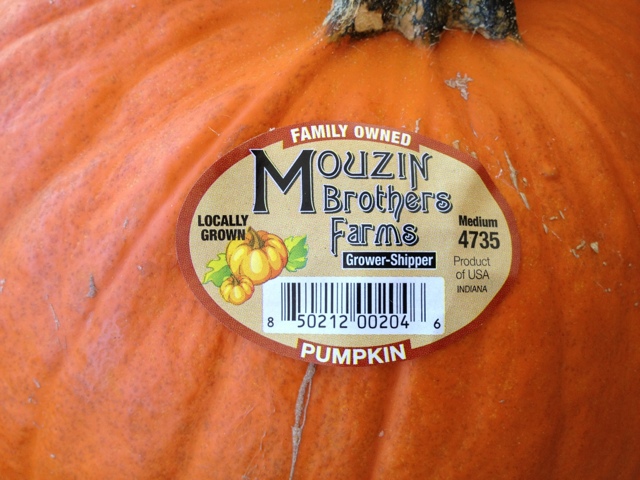 FAMILY OWNED
MOUZIN
Brothers
Farms
Grower-Shipper
LOCALLY
GROWN
Medium
4735
Product
of USA
INDIANA
8 50212 00204 6
PUMPKIN